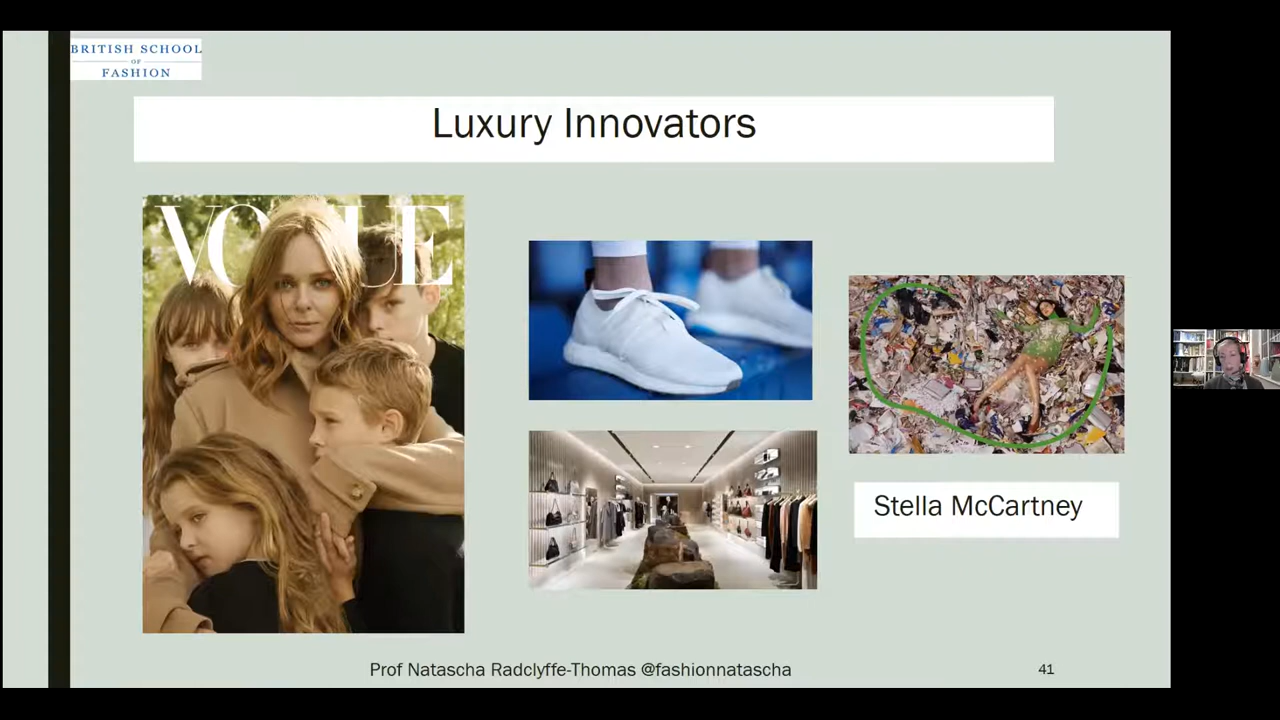 BRITISH SCHOOL
OF
FASHION
Luxury Innovators
VOGUE
Stella McCartney
Prof Natascha Radclyffe-Thomas @fashionnatascha
41